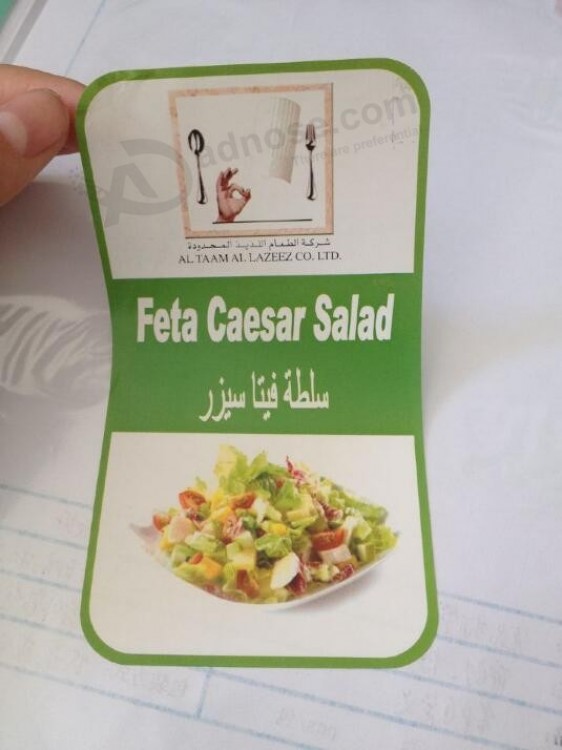 adnose.com
شركة الطعام اللذيذ المحدودة
AL TAAM AL LAZEEZ CO. LTD.
Feta Caesar Salad
سلطة فيتا سيزر